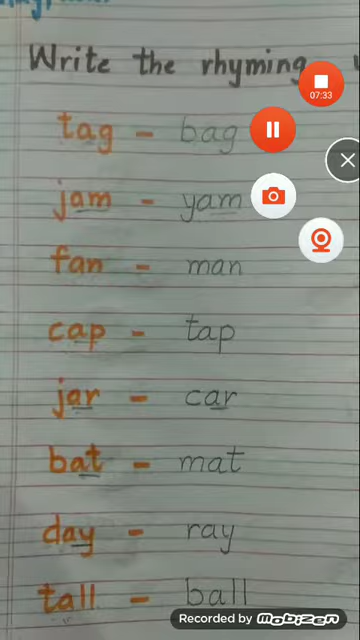 Write the rhyming
07:33
tag - bag
jam - yam
fan - man
cap - tap
jar - car
bat - mat
day - ray
tall - ball
Recorded by mobizen